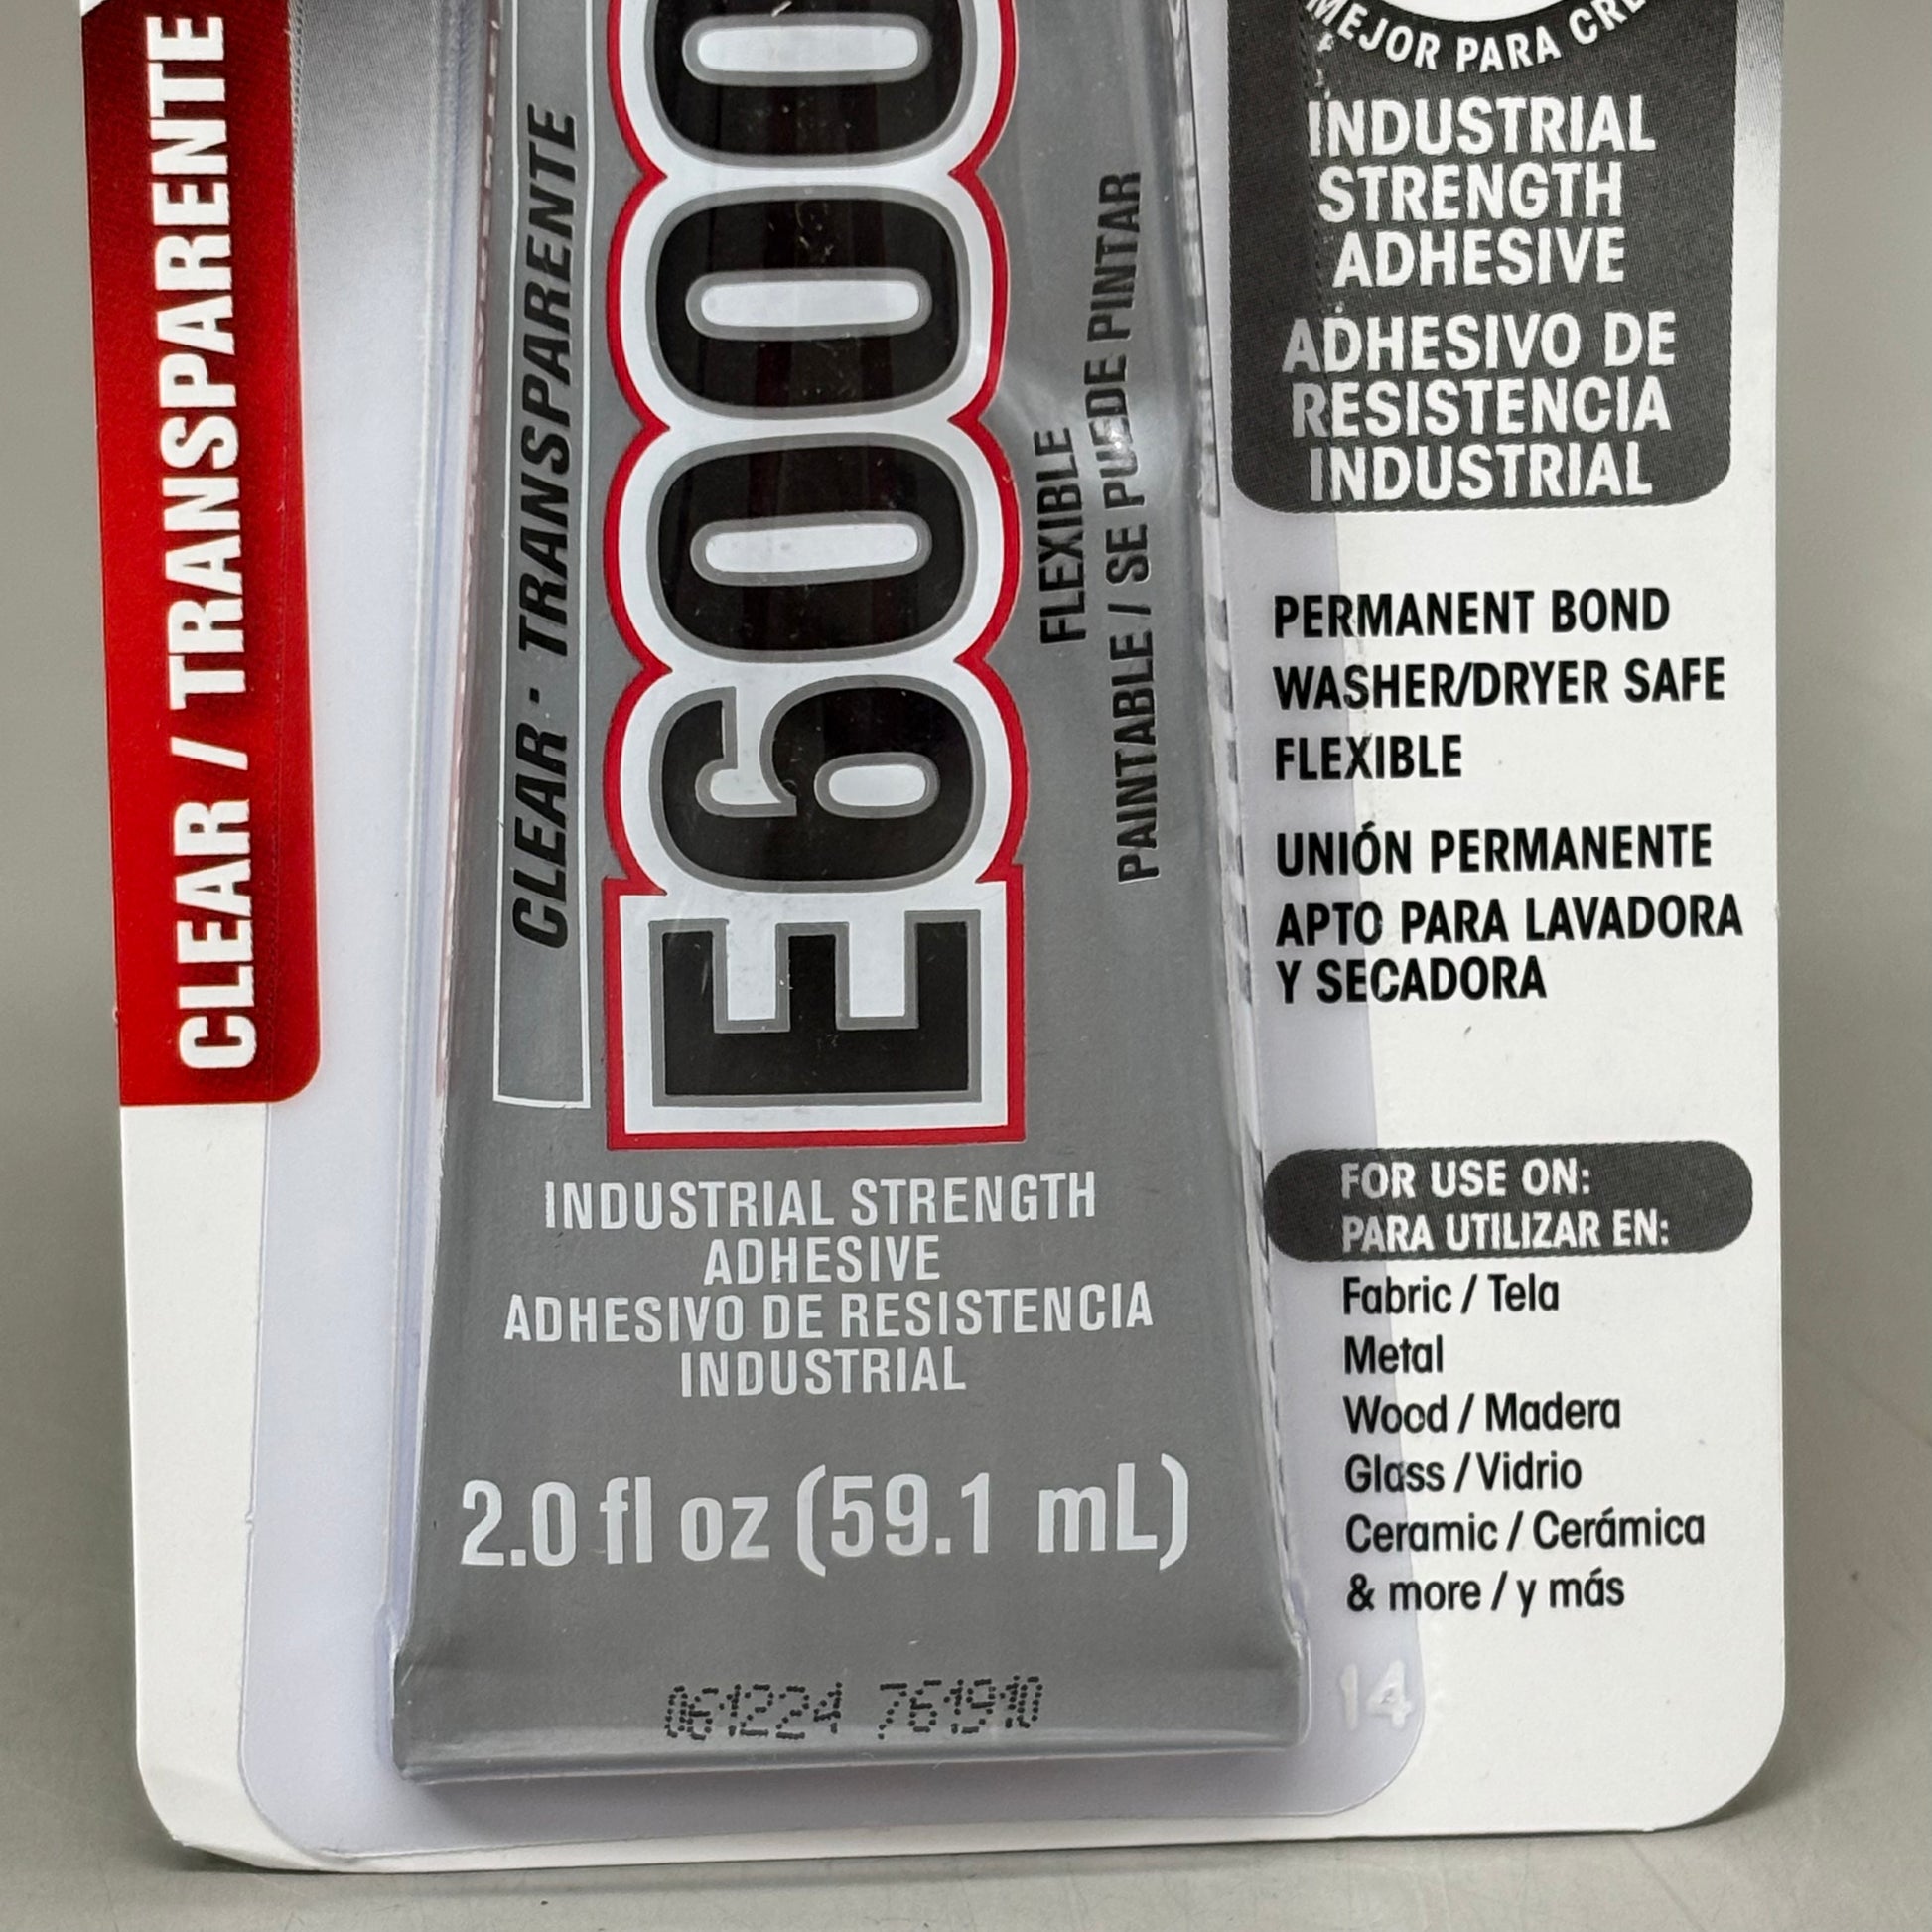 CLEAR / TRANSPARENTE
CLEAR · TRANSPARENTE
E6000
FLEXIBLE
PAINTABLE / SE PUEDE PINTAR
INDUSTRIAL STRENGTH
ADHESIVE
ADHESIVO DE RESISTENCIA
INDUSTRIAL
2.0 fl oz (59.1 mL)
061224 761910
MEJOR PARA
INDUSTRIAL
STRENGTH
ADHESIVE
ADHESIVO DE
RESISTENCIA
INDUSTRIAL
PERMANENT BOND
WASHER/DRYER SAFE
FLEXIBLE
UNIÓN PERMANENTE
APTO PARA LAVADORA
Y SECADORA
FOR USE ON:
PARA UTILIZAR EN:
Fabric / Tela
Metal
Wood / Madera
Glass / Vidrio
Ceramic / Cerámica
& more / y más
14